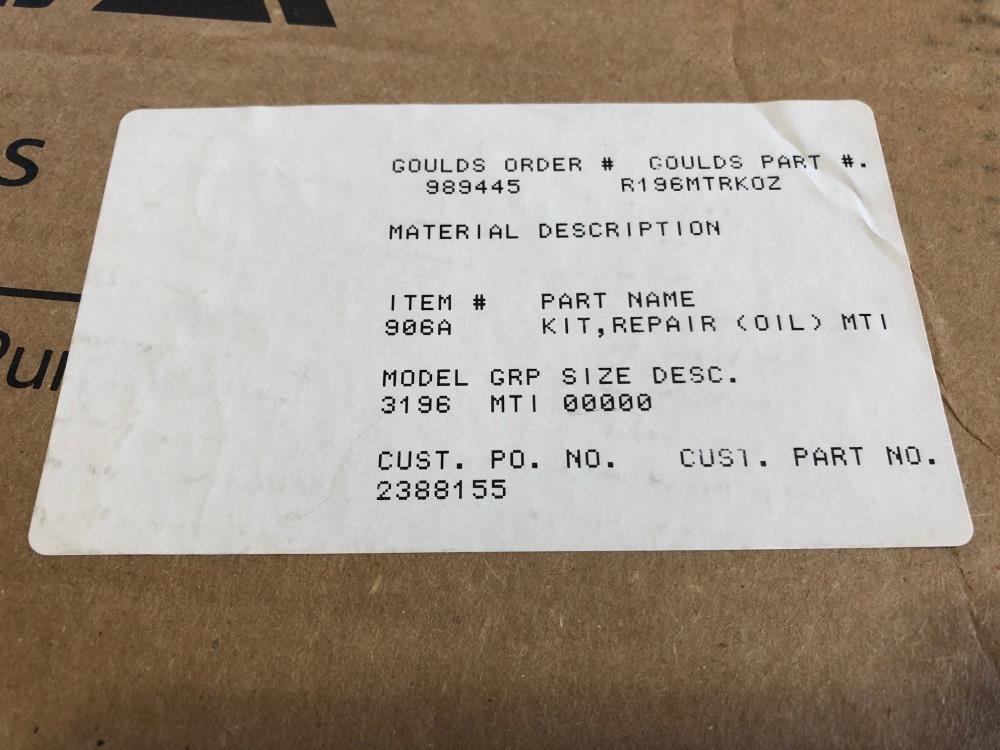 s
GOULDS ORDER # GOULDS PART #.
989445 R196MTRKOZ
MATERIAL DESCRIPTION
ITEM # PART NAME
906A KIT,REPAIR (OIL) MTI
MODEL GRP SIZE DESC.
3196 MTI 00000
CUST. PO. NO. CUST. PART NO.
2388155